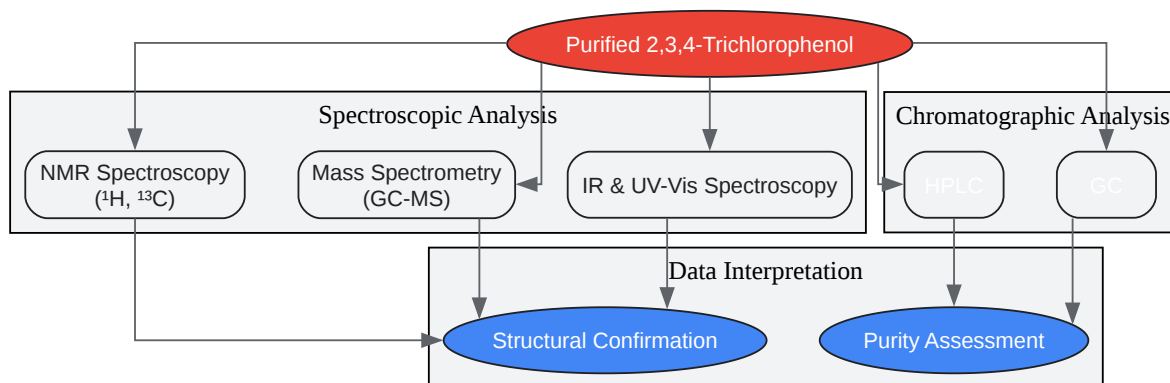 Purified 2,3,4-Trichlorophenol
Spectroscopic Analysis
Chromatographic Analysis
NMR Spectroscopy
(¹H, ¹³C)
Mass Spectrometry
(GC-MS)
IR & UV-Vis Spectroscopy
HPLC
GC
Data Interpretation
Structural Confirmation
Purity Assessment